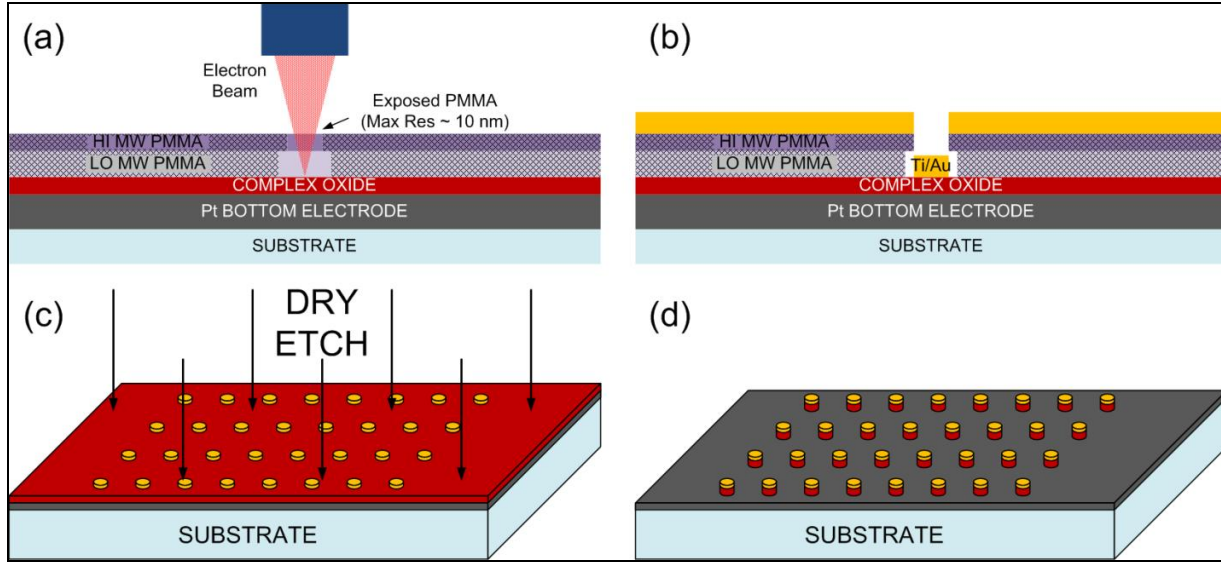 (a)
Electron
Beam
Exposed PMMA
(Max Res ~ 10 nm)
HI MW PMMA
LO MW PMMA
COMPLEX OXIDE
Pt BOTTOM ELECTRODE
SUBSTRATE
(b)
HI MW PMMA
LO MW PMMA
Ti/Au
COMPLEX OXIDE
Pt BOTTOM ELECTRODE
SUBSTRATE
(c)
DRY
ETCH
SUBSTRATE
(d)
SUBSTRATE